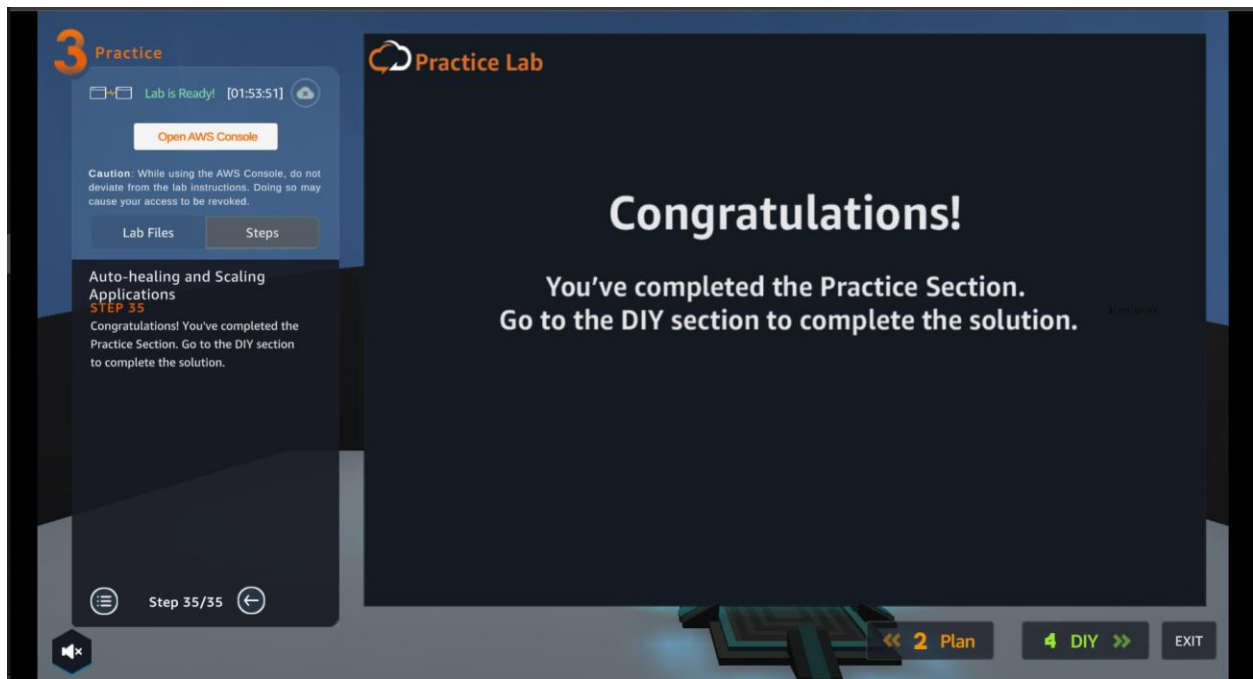 3 Practice
Lab is Ready! [01:53:51]
Open AWS Console
Caution: While using the AWS Console, do not
deviate from the lab instructions. Doing so may
cause your access to be revoked.
Lab Files Steps
Auto-healing and Scaling
Applications
STEP 35
Congratulations! You've completed the
Practice Section. Go to the DIY section
to complete the solution.
Step 35/35
Practice Lab
Congratulations!
You've completed the Practice Section.
Go to the DIY section to complete the solution.
<< 2 Plan
4 DIY >>
EXIT